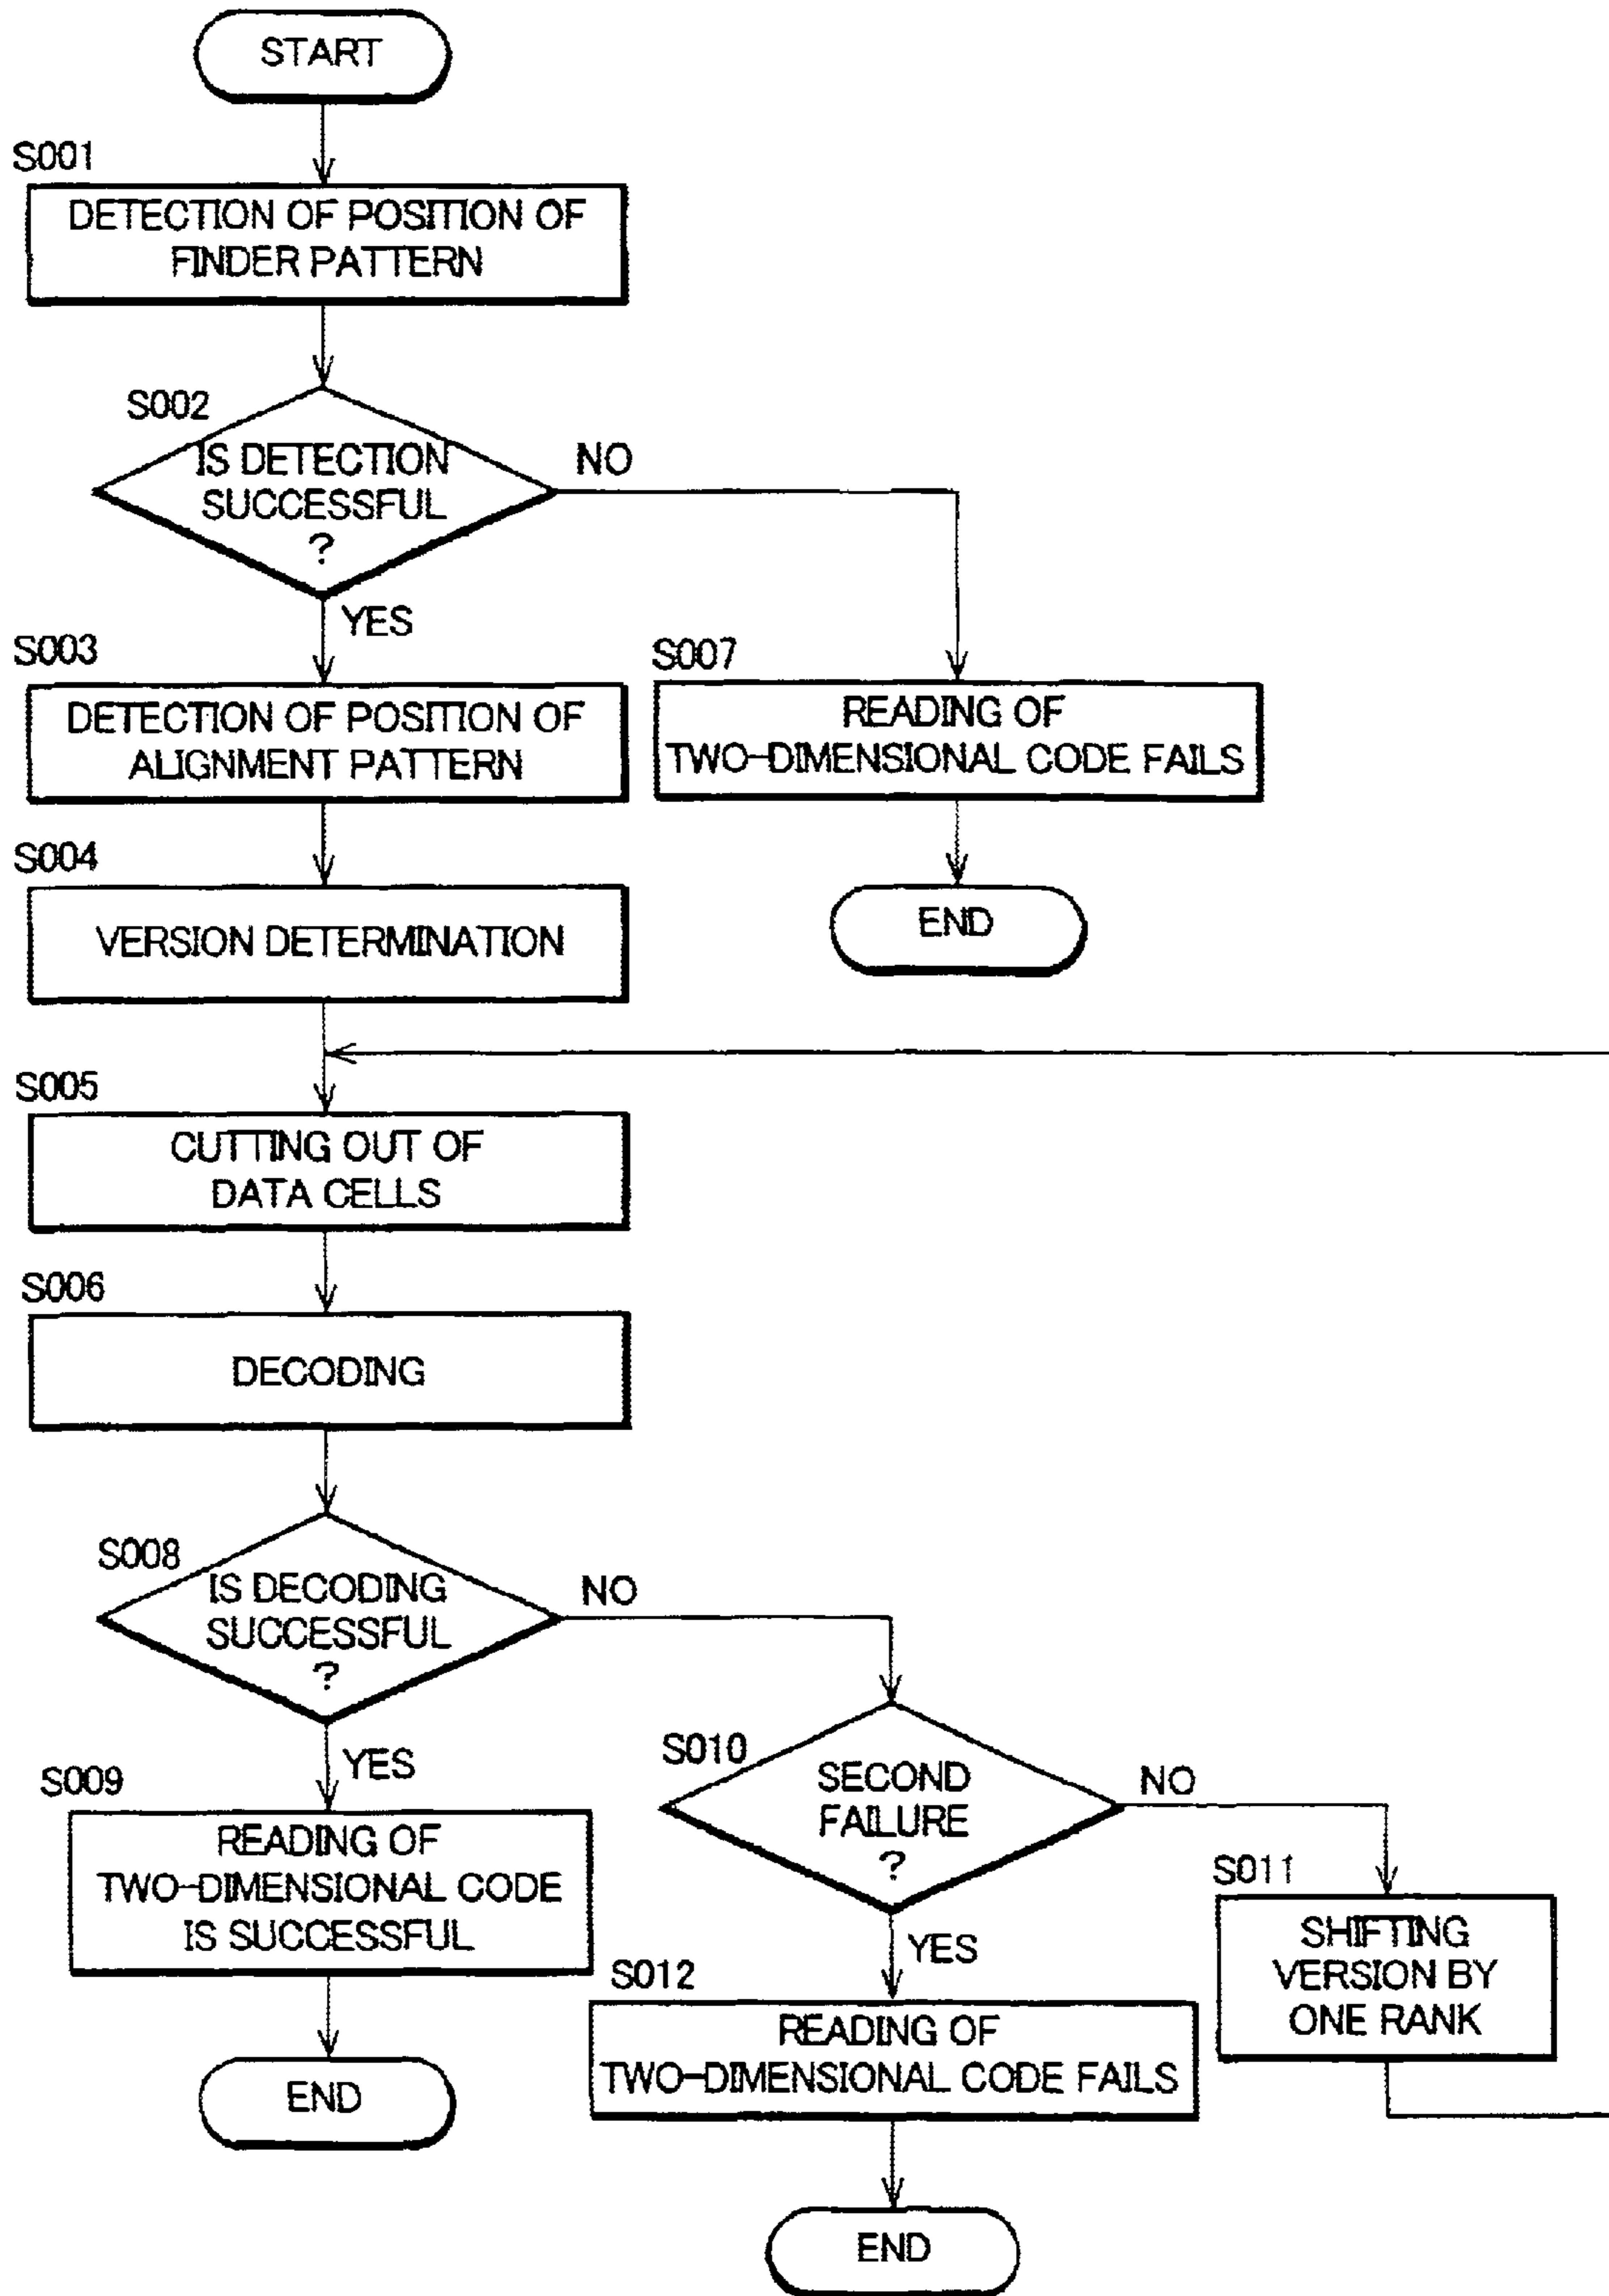 START
S001
DETECTION OF POSITION OF
FINDER PATTERN
S002
IS DETECTION
SUCCESSFUL
?
NO
YES
S003
DETECTION OF POSITION OF
ALIGNMENT PATTERN
S007
READING OF
TWO-DIMENSIONAL CODE FAILS
END
S004
VERSION DETERMINATION
S005
CUTTING OUT OF
DATA CELLS
S006
DECODING
S008
IS DECODING
SUCCESSFUL
?
NO
YES
S009
READING OF
TWO-DIMENSIONAL CODE
IS SUCCESSFUL
END
S010
SECOND
FAILURE
?
NO
YES
S011
SHIFTING
VERSION BY
ONE RANK
S012
READING OF
TWO-DIMENSIONAL CODE FAILS
END